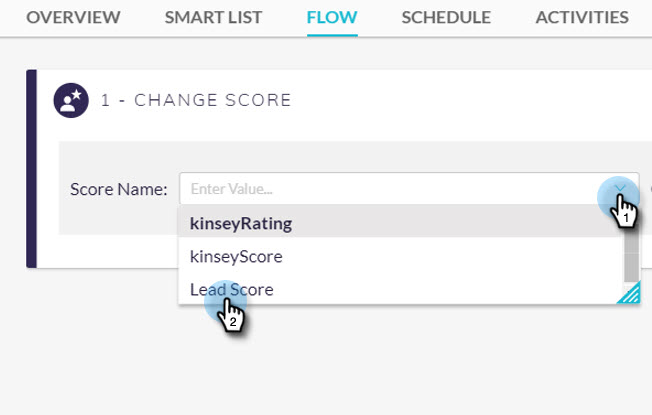 OVERVIEW SMART LIST FLOW SCHEDULE ACTIVITIES
1 - CHANGE SCORE
Score Name: Enter Value...
1
kinseyRating
kinseyScore
Lead Score
2